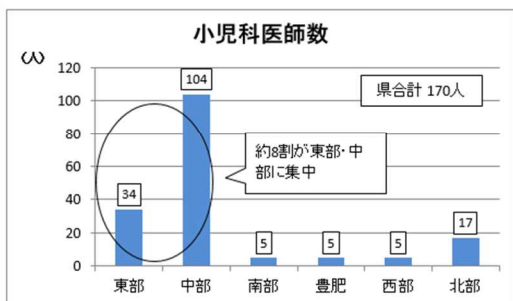 小児科医師数
(人)
120
100
80
60
40
20
0
34
104
5
5
5
17
県合計 170人
約8割が東部・中
部に集中
東部
中部
南部
豊肥
西部
北部